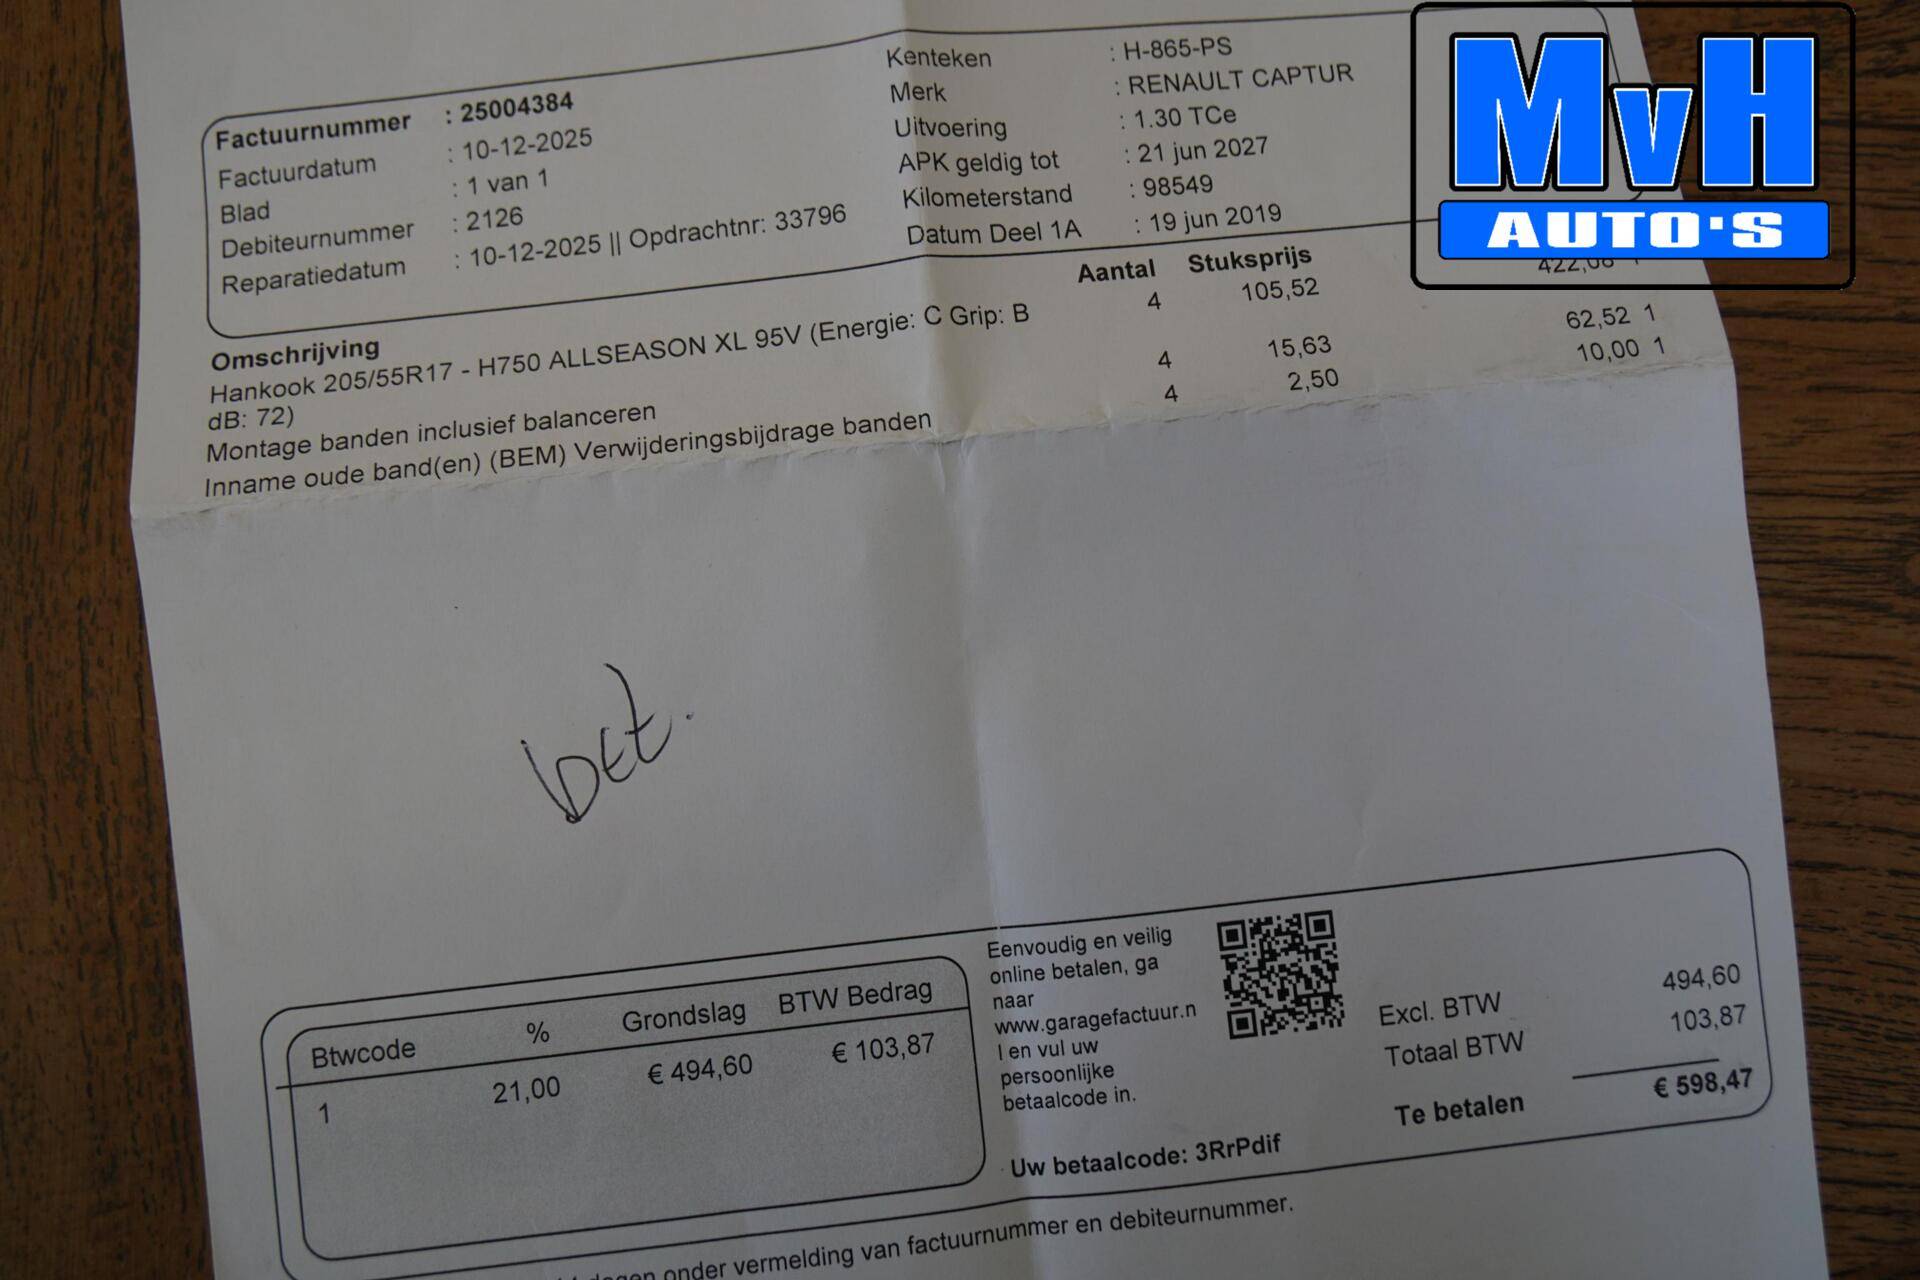 MvH
AUTO'S
Factuurnummer : 25004384
Factuurdatum : 10-12-2025
Blad : 1 van 1
Debiteurnummer : 2126
Reparatiedatum : 10-12-2025 || Opdrachtnr: 33796
Kenteken : H-865-PS
Merk : RENAULT CAPTUR
Uitvoering : 1.30 TCe
APK geldig tot : 21 jun 2027
Kilometerstand : 98549
Datum Deel 1A : 19 jun 2019
Omschrijving Aantal Stuksprijs
Hankook 205/55R17 - H750 ALLSEASON XL 95V (Energie: C Grip: B 4 105,52 422,08 1
dB: 72)
Montage banden inclusief balanceren 4 15,63 62,52 1
Inname oude band(en) (BEM) Verwijderingsbijdrage banden 4 2,50 10,00 1
bet.
Btwcode % Grondslag BTW Bedrag
1 21,00 € 494,60 € 103,87
Eenvoudig en veilig
online betalen, ga
naar
www.garagefactuur.n
l en vul uw
persoonlijke
betaalcode in.
Uw betaalcode: 3RrPdif
Excl. BTW 494,60
Totaal BTW 103,87
Te betalen € 598,47
dagen onder vermelding van factuurnummer en debiteurnummer.